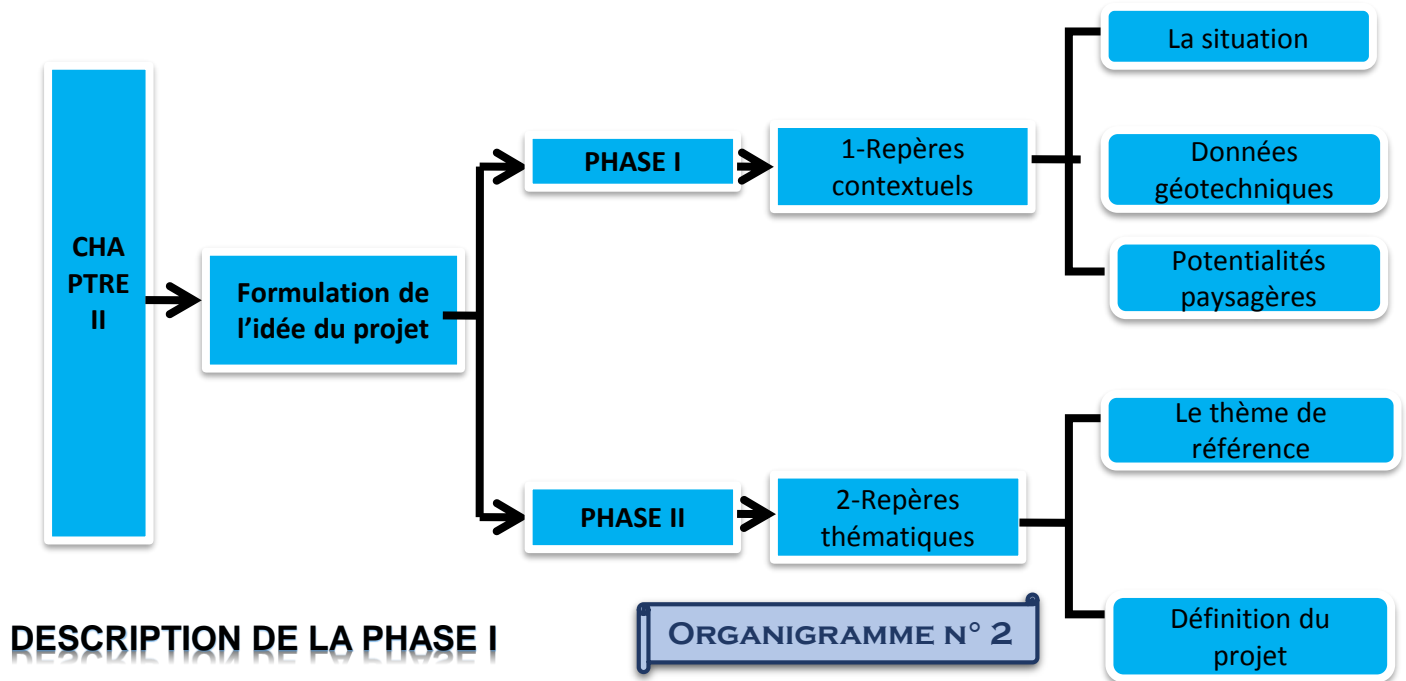 CHA
PTRE
II
Formulation de
l’idée du projet
PHASE I
1-Repères
contextuels
La situation
Données
géotechniques
Potentialités
paysagères
PHASE II
2-Repères
thématiques
Le thème de
référence
Définition du
projet
DESCRIPTION DE LA PHASE I
ORGANIGRAMME N° 2